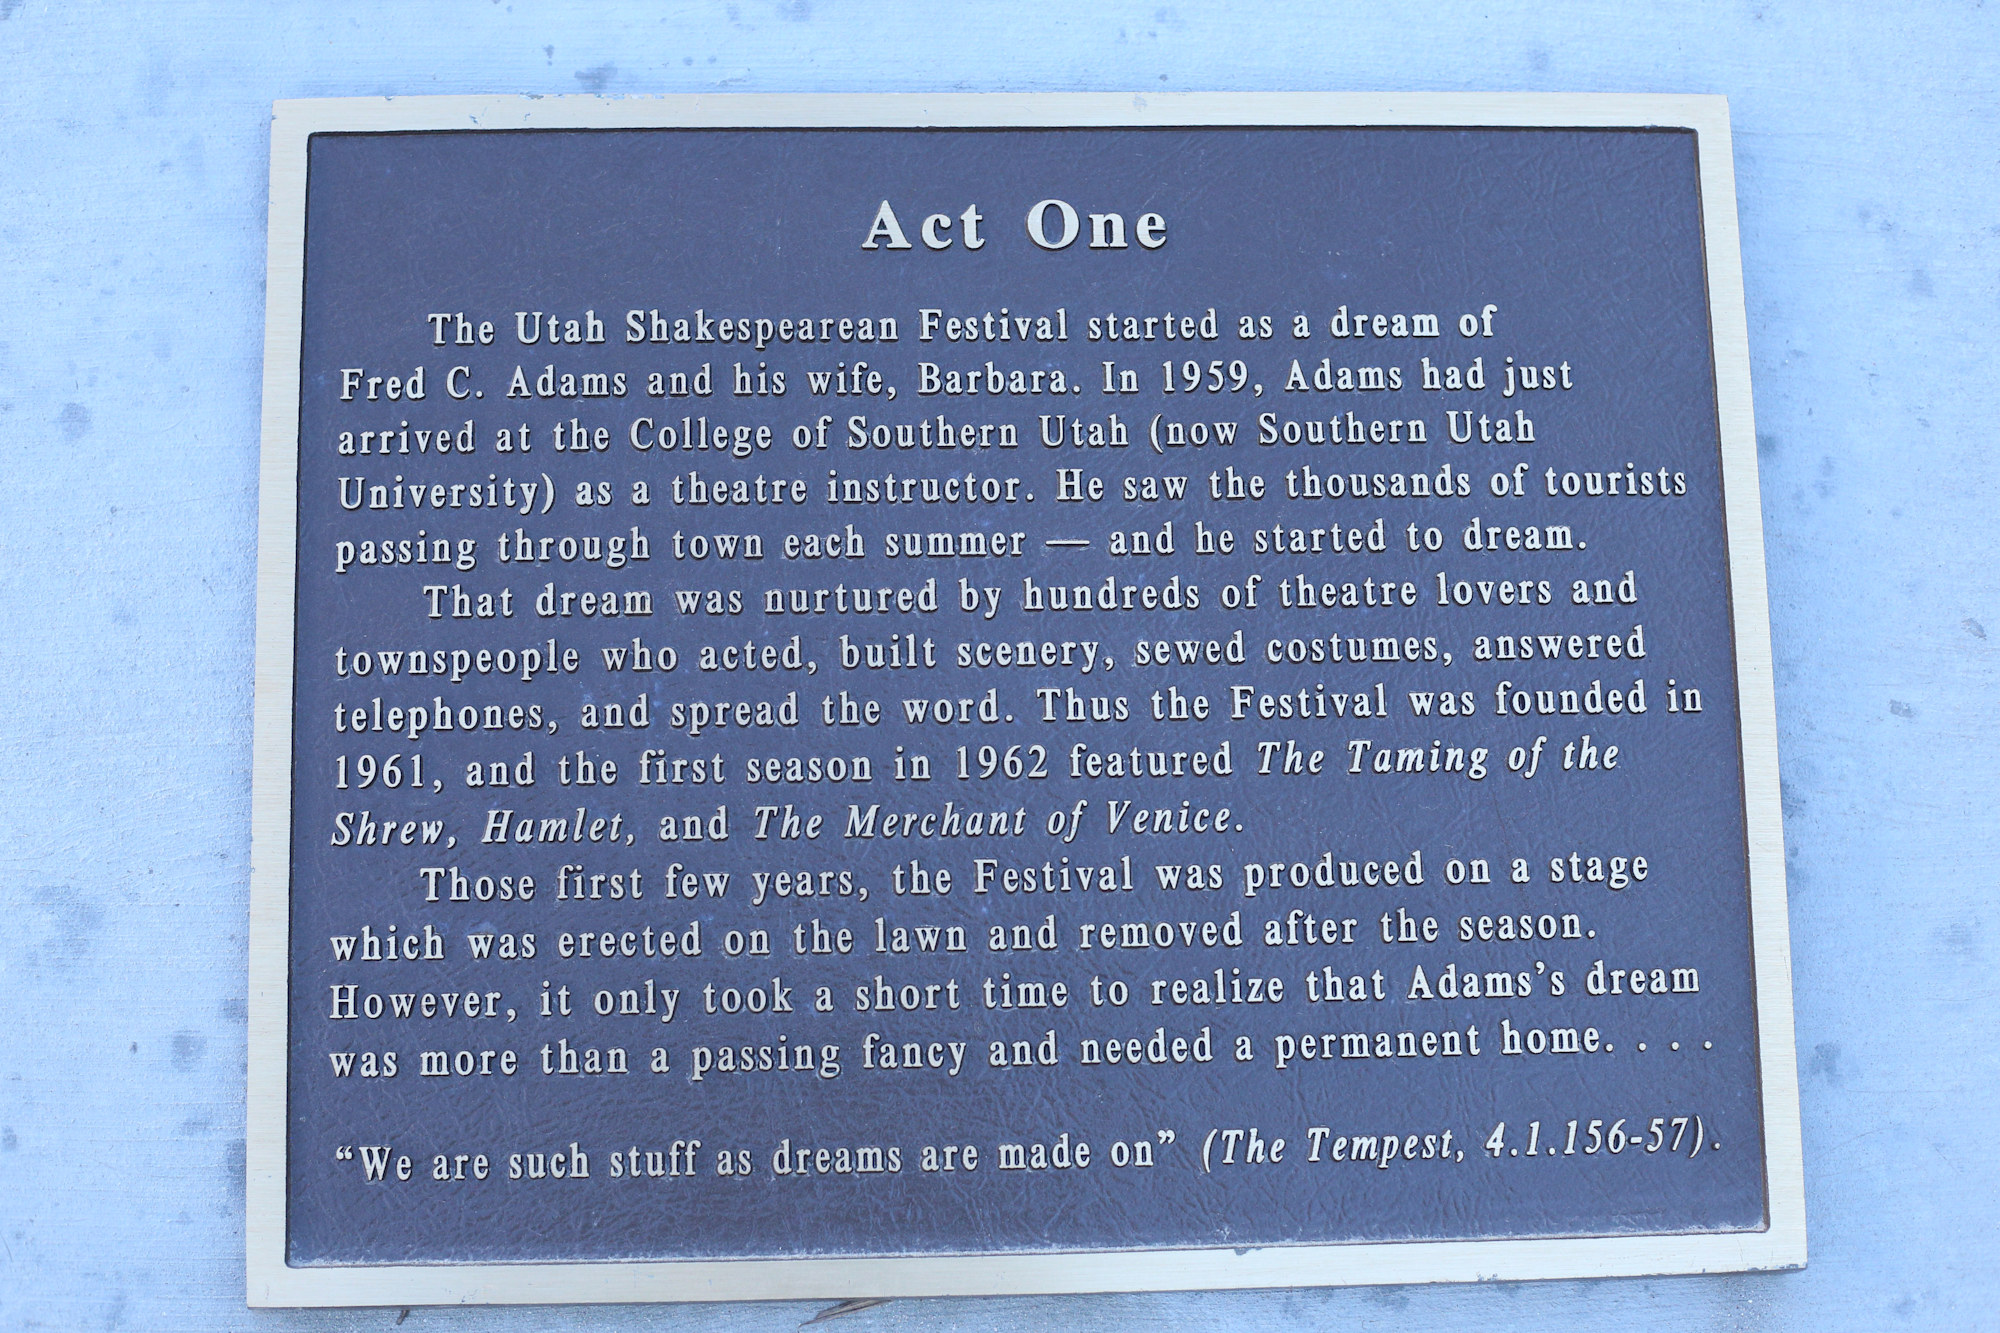 Act One
The Utah Shakespearean Festival started as a dream of
Fred C. Adams and his wife, Barbara. In 1959, Adams had just
arrived at the College of Southern Utah (now Southern Utah
University) as a theatre instructor. He saw the thousands of tourists
passing through town each summer — and he started to dream.
That dream was nurtured by hundreds of theatre lovers and
townspeople who acted, built scenery, sewed costumes, answered
telephones, and spread the word. Thus the Festival was founded in
1961, and the first season in 1962 featured The Taming of the
Shrew, Hamlet, and The Merchant of Venice.
Those first few years, the Festival was produced on a stage
which was erected on the lawn and removed after the season.
However, it only took a short time to realize that Adams's dream
was more than a passing fancy and needed a permanent home. . . .
“We are such stuff as dreams are made on” (The Tempest, 4.1.156-57).